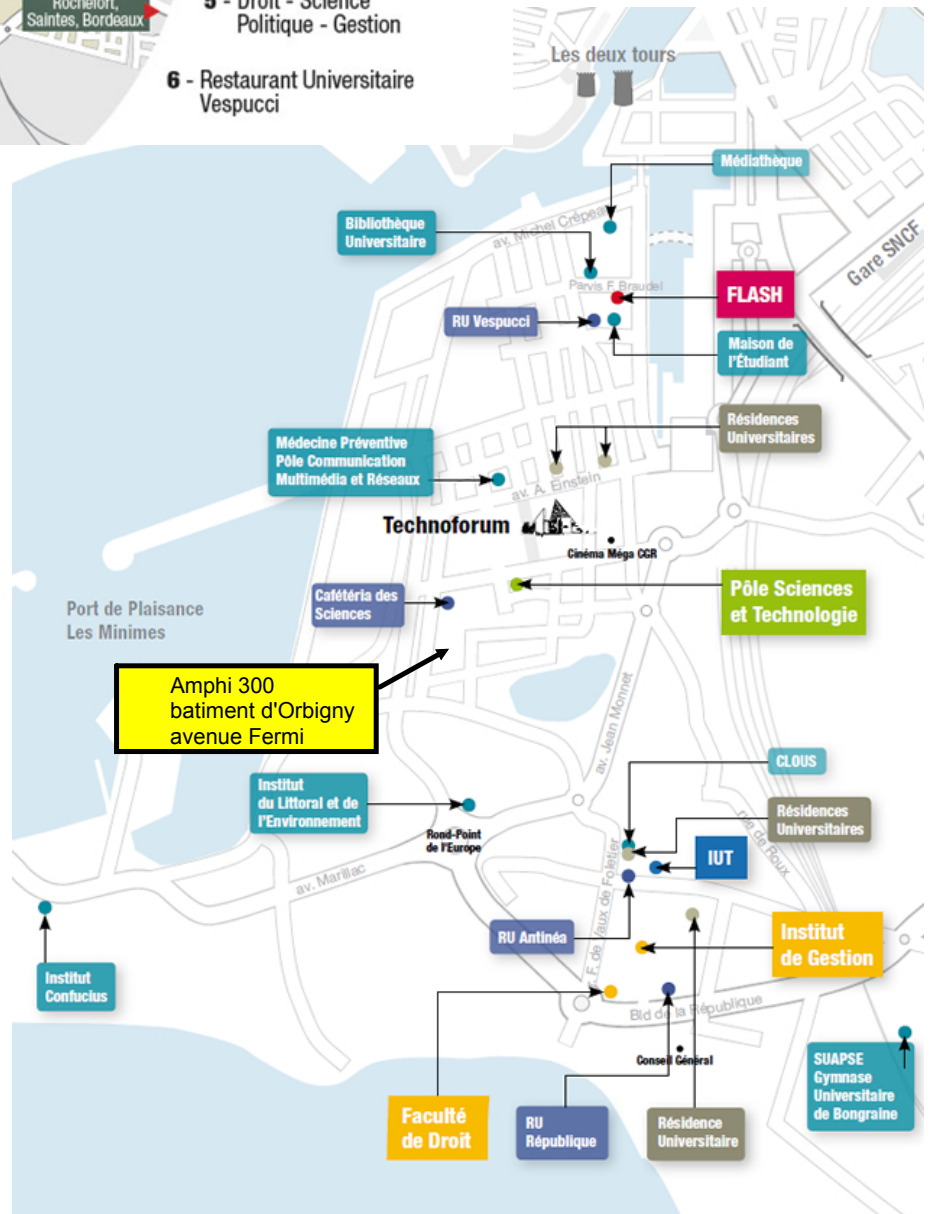 Rochefort,
Saintes, Bordeaux
5 - Droit - Science
Politique - Gestion
6 - Restaurant Universitaire
Vespucci
Les deux tours
Médiathèque
Bibliothèque
Universitaire
av. Michel Crépeau
Gare SNCF
Parvis F. Braudel
FLASH
RU Vespucci
Maison de
l'Étudiant
Résidences
Universitaires
Médecine Préventive
Pôle Communication
Multimédia et Réseaux
av. A. Einstein
Technoforum
Cinéma Méga CGR
Pôle Sciences
et Technologie
Cafétéria des
Sciences
Port de Plaisance
Les Minimes
Amphi 300
batiment d'Orbigny
avenue Fermi
av. Jean Monnet
CLOUS
Institut
du Littoral et de
l'Environnement
Résidences
Universitaires
Rond-Point
de l'Europe
rue de Roux
IUT
av. Marillac
F. de Vaux de Foletier
RU Antinéa
Institut
de Gestion
Institut
Confucius
Bld de la République
Conseil Général
SUAPSE
Gymnase
Universitaire
de Bongraine
Faculté
de Droit
RU
République
Résidence
Universitaire